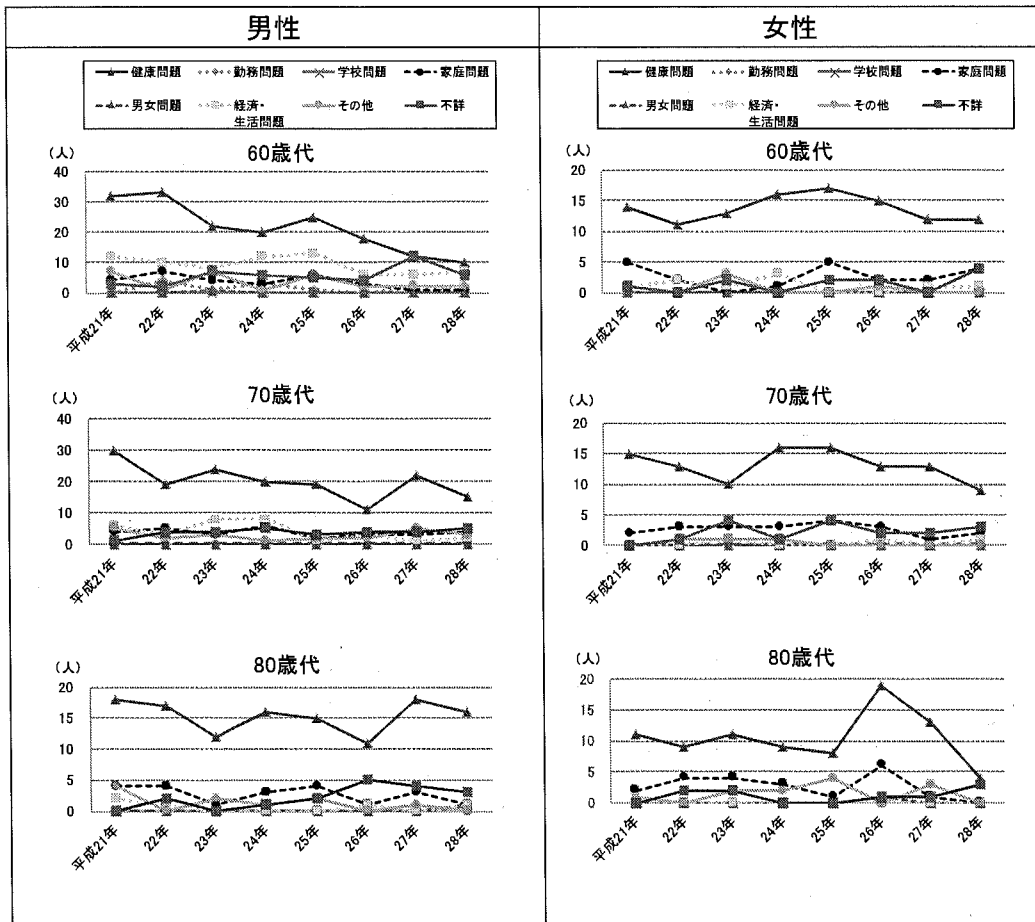 男性
健康問題 勤務問題 学校問題 家庭問題
男女問題 経済・生活問題 その他 不詳
(人) 60歳代
40
30
20
10
0
平成21年 22年 23年 24年 25年 26年 27年 28年
(人) 70歳代
40
30
20
10
0
平成21年 22年 23年 24年 25年 26年 27年 28年
(人) 80歳代
20
15
10
5
0
平成21年 22年 23年 24年 25年 26年 27年 28年
女性
健康問題 勤務問題 学校問題 家庭問題
男女問題 経済・生活問題 その他 不詳
(人) 60歳代
20
15
10
5
0
平成21年 22年 23年 24年 25年 26年 27年 28年
(人) 70歳代
20
15
10
5
0
平成21年 22年 23年 24年 25年 26年 27年 28年
(人) 80歳代
20
15
10
5
0
平成21年 22年 23年 24年 25年 26年 27年 28年